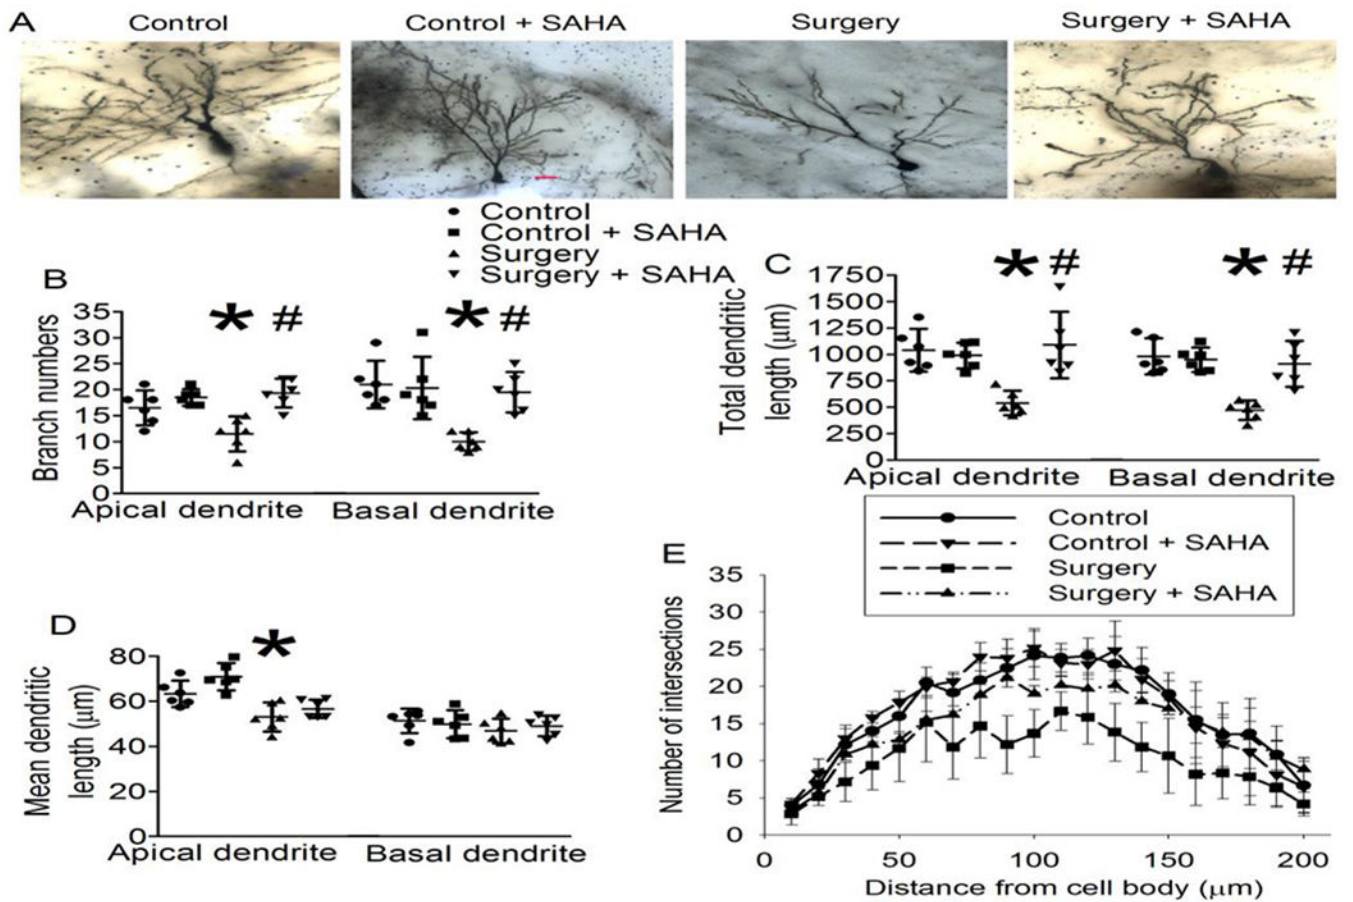 A
Control
Control + SAHA
Surgery
Surgery + SAHA
Control
Control + SAHA
Surgery
Surgery + SAHA
B
Branch numbers
35
30
25
20
15
10
5
0
* # * #
Apical dendrite Basal dendrite
C
Total dendritic
length (μm)
1750
1500
1250
1000
750
500
250
0
* # * #
Apical dendrite Basal dendrite
D
Mean dendritic
length (μm)
80
60
40
20
0
*
Apical dendrite Basal dendrite
E
Control
Control + SAHA
Surgery
Surgery + SAHA
Number of intersections
35
30
25
20
15
10
5
0
0 50 100 150 200
Distance from cell body (μm)